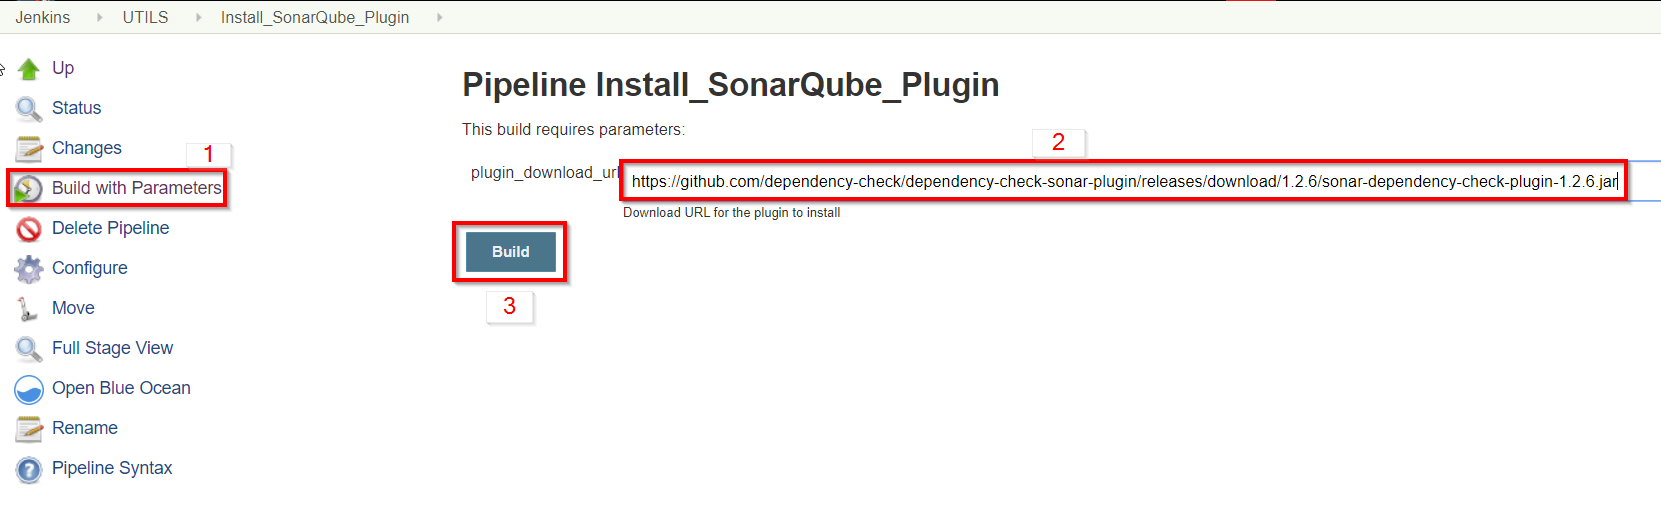 Jenkins UTILS Install_SonarQube_Plugin
Up
Status
Changes
1
Build with Parameters
Delete Pipeline
Configure
Move
Full Stage View
Open Blue Ocean
Rename
Pipeline Syntax
Pipeline Install_SonarQube_Plugin
This build requires parameters:
2
plugin_download_url
https://github.com/dependency-check/dependency-check-sonar-plugin/releases/download/1.2.6/sonar-dependency-check-plugin-1.2.6.jar
Download URL for the plugin to install
Build
3